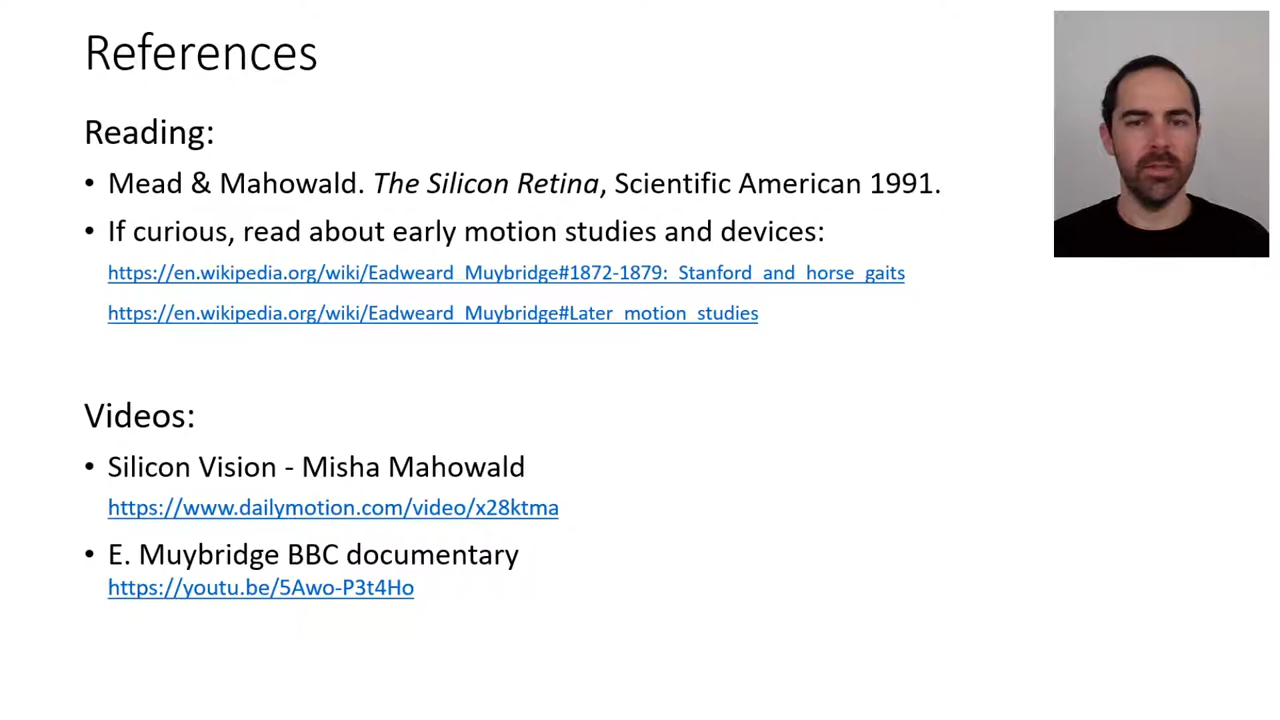 References
Reading:
• Mead & Mahowald. The Silicon Retina, Scientific American 1991.
• If curious, read about early motion studies and devices:
https://en.wikipedia.org/wiki/Eadweard_Muybridge#1872-1879:_Stanford_and_horse_gaits
https://en.wikipedia.org/wiki/Eadweard_Muybridge#Later_motion_studies
Videos:
• Silicon Vision - Misha Mahowald
https://www.dailymotion.com/video/x28ktma
• E. Muybridge BBC documentary
https://youtu.be/5Awo-P3t4Ho